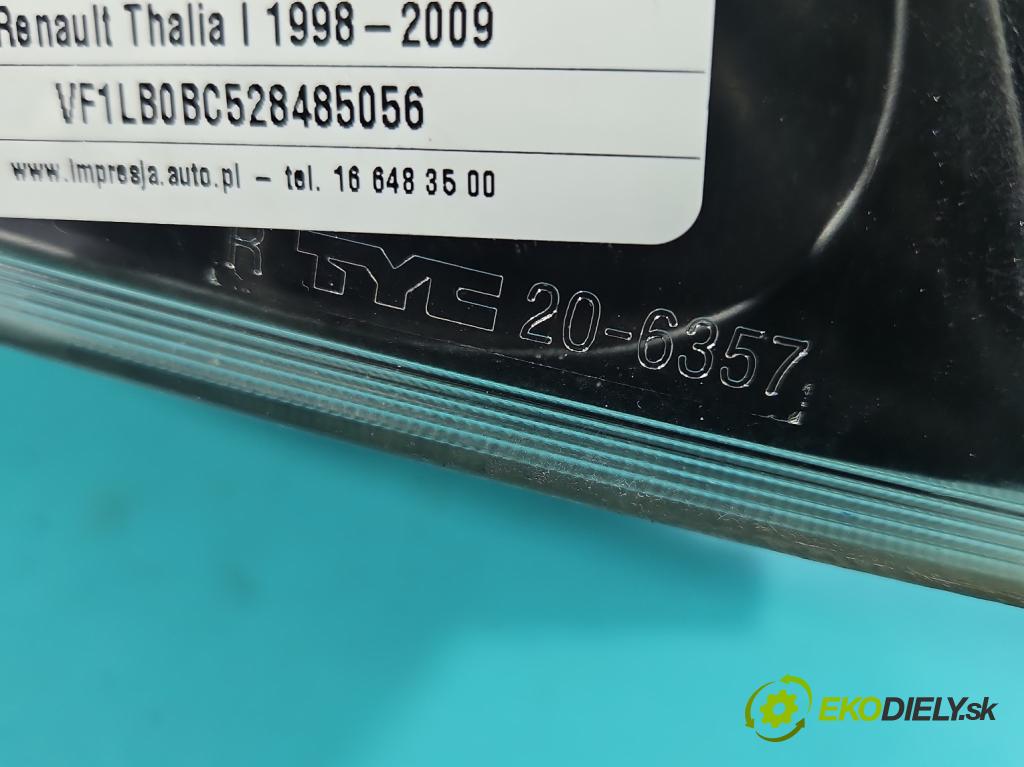 Renault Thalia I 1998 – 2009
VF1LB0BC528485056
www.impresja.auto.pl – tel. 16 648 35 00
R TYC 20-6357
EKODIELY.sk